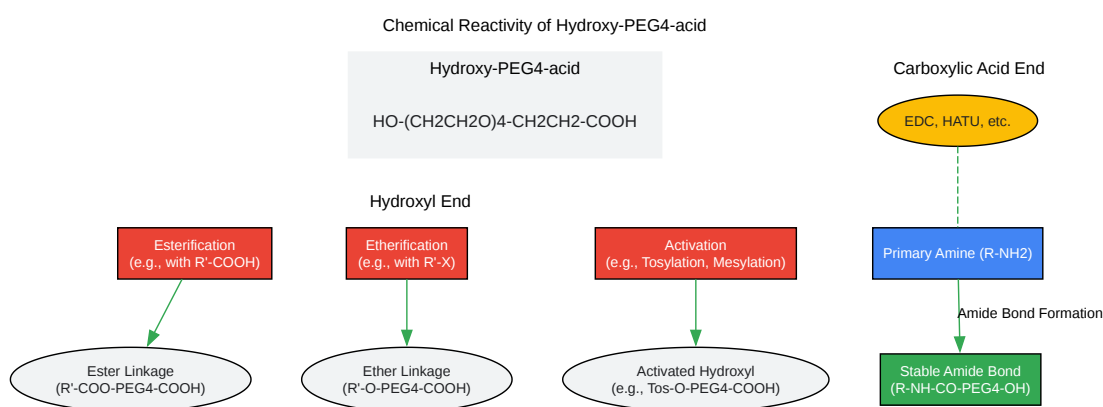 Chemical Reactivity of Hydroxy-PEG4-acid
Hydroxy-PEG4-acid
HO-(CH2CH2O)4-CH2CH2-COOH
Carboxylic Acid End
EDC, HATU, etc.
Hydroxyl End
Esterification
(e.g., with R'-COOH)
Etherification
(e.g., with R'-X)
Activation
(e.g., Tosylation, Mesylation)
Primary Amine (R-NH2)
Amide Bond Formation
Ester Linkage
(R'-COO-PEG4-COOH)
Ether Linkage
(R'-O-PEG4-COOH)
Activated Hydroxyl
(e.g., Tos-O-PEG4-COOH)
Stable Amide Bond
(R-NH-CO-PEG4-OH)